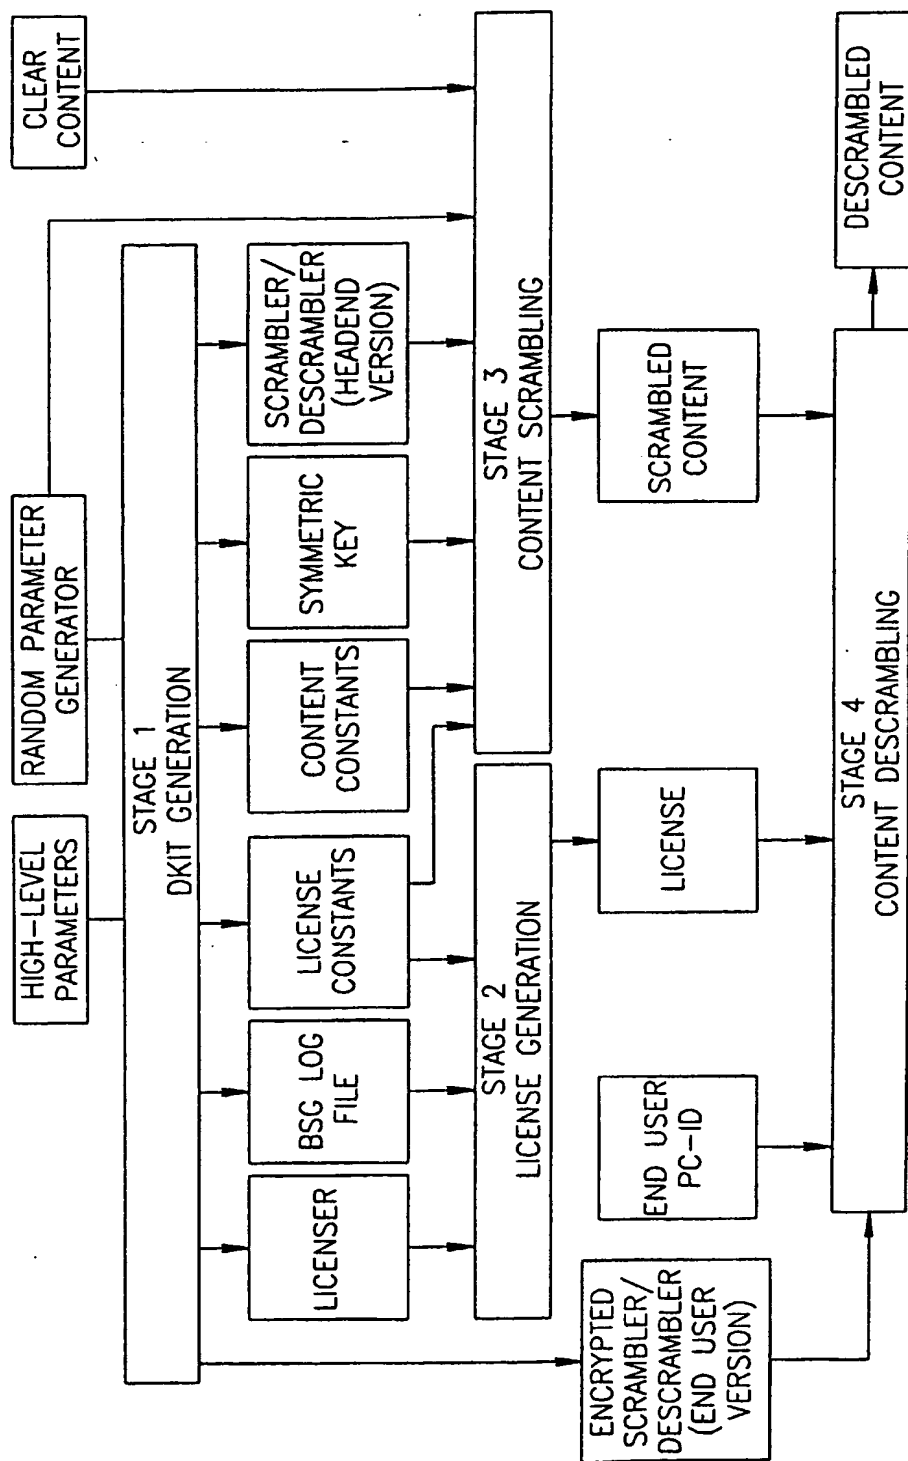 HIGH-LEVEL
PARAMETERS
RANDOM PARAMETER
GENERATOR
CLEAR
CONTENT
STAGE 1
DKIT GENERATION
LICENSER
BSG LOG
FILE
LICENSE
CONSTANTS
CONTENT
CONSTANTS
SYMMETRIC
KEY
SCRAMBLER/
DESCRAMBLER
(HEADEND
VERSION)
STAGE 2
LICENSE GENERATION
STAGE 3
CONTENT SCRAMBLING
ENCRYPTED
SCRAMBLER/
DESCRAMBLER
(END USER
VERSION)
END USER
PC-ID
LICENSE
SCRAMBLED
CONTENT
STAGE 4
CONTENT DESCRAMBLING
DESCRAMBLED
CONTENT